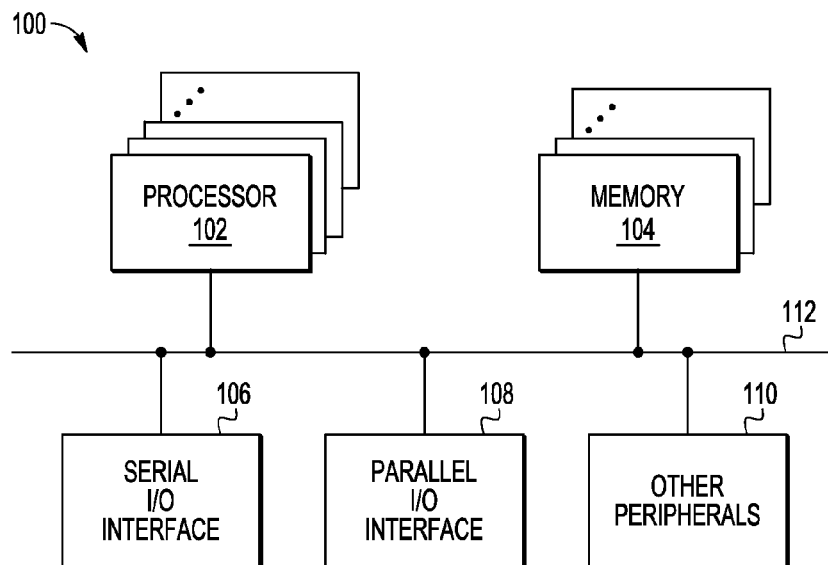 100
PROCESSOR
102
MEMORY
104
112
106
108
110
SERIAL
I/O
INTERFACE
PARALLEL
I/O
INTERFACE
OTHER
PERIPHERALS